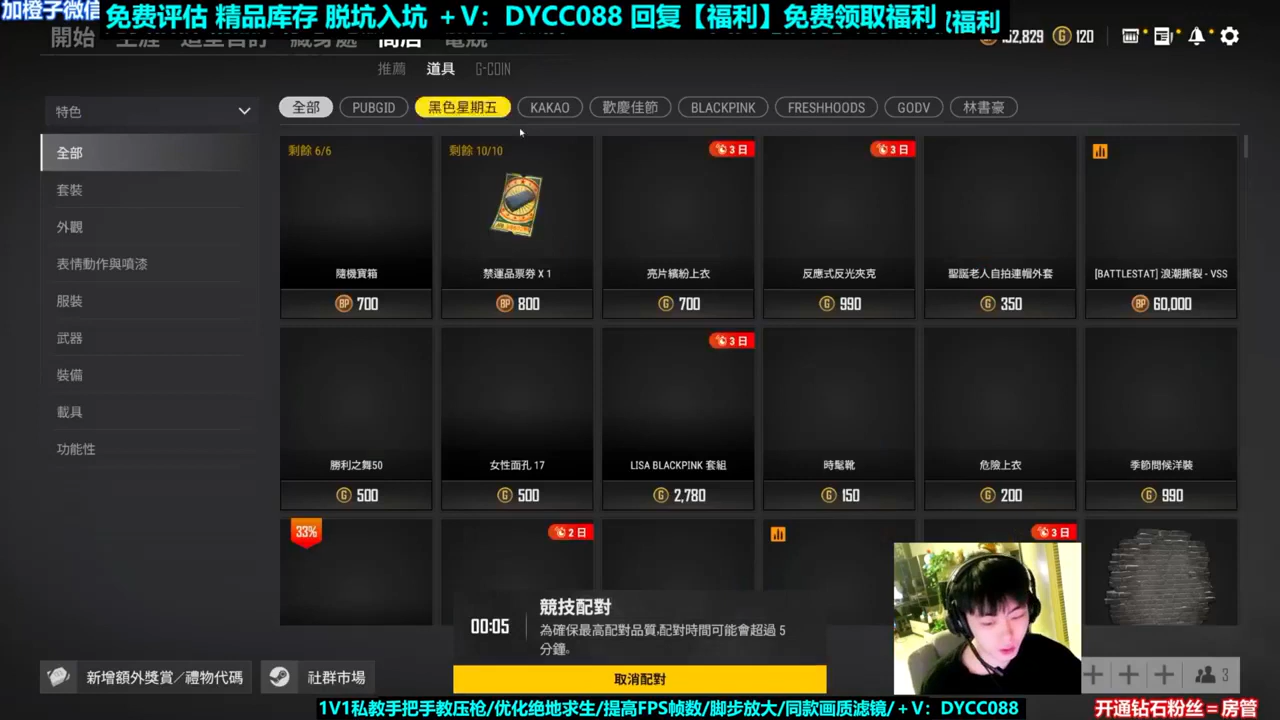 加橙子微信
免费评估 精品库存 脱坑入坑 ＋V：DYCC088 回复【福利】免费领取福利
福利
開始
商店
電競
52,829
120
推薦
道具
G-COIN
特色
全部
PUBGID
黑色星期五
KAKAO
歡慶佳節
BLACKPINK
FRESHHOODS
GODV
林書豪
全部
套裝
外觀
表情動作與噴漆
服裝
武器
裝備
載具
功能性
剩餘 6/6
隨機寶箱
BP 700
剩餘 10/10
禁運品票券 X 1
BP 800
3 日
亮片繽紛上衣
G 700
3 日
反應式反光夾克
G 990
聖誕老人自拍連帽外套
G 350
[BATTLESTAT] 浪潮撕裂 - VSS
BP 60,000
勝利之舞50
G 500
女性面孔 17
G 500
3 日
LISA BLACKPINK 套組
G 2,780
時髦靴
G 150
危險上衣
G 200
季節問候洋裝
G 990
33%
2 日
3 日
00:05
競技配對
為確保最高配對品質,配對時間可能會超過 5
分鐘。
取消配對
新增額外獎賞／禮物代碼
社群市場
3
1V1私教手把手教压枪/优化绝地求生/提高FPS帧数/脚步放大/同款画质滤镜/＋V：DYCC088
开通钻石粉丝＝房管